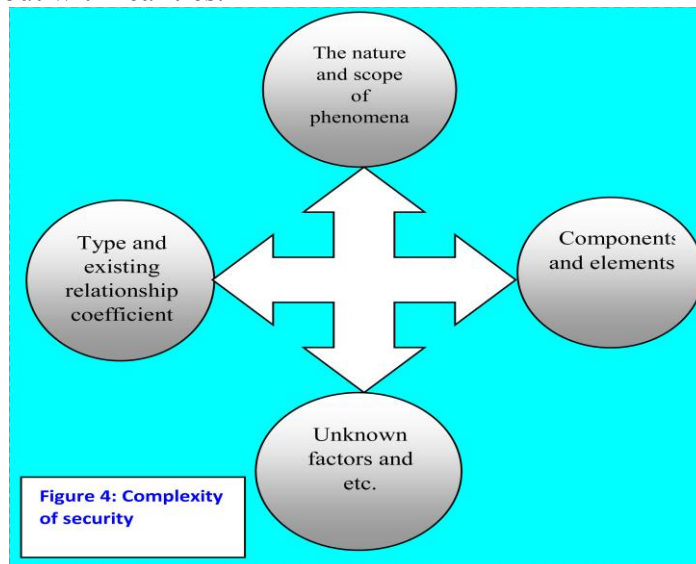 The nature
and scope
of
phenomena
Type and
existing
relationship
coefficient
Components
and elements
Unknown
factors and
etc.
Figure 4: Complexity
of security